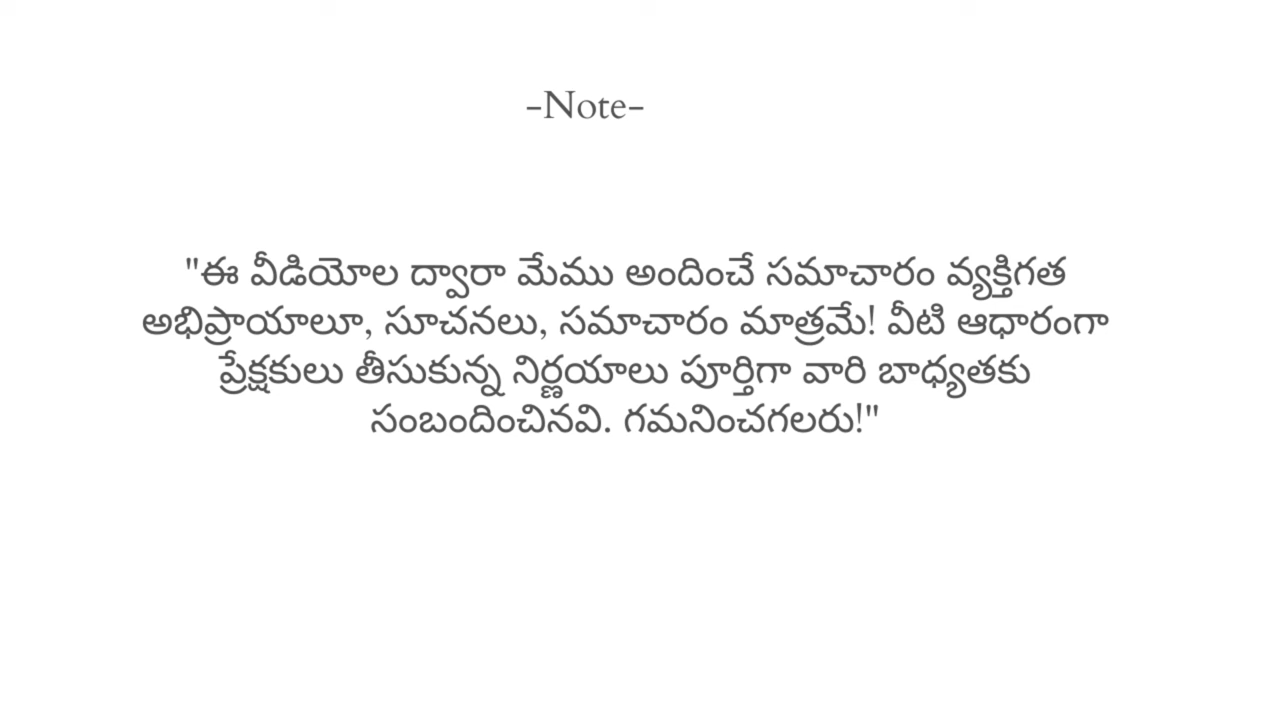 -Note-
"ఈ వీడియోల ద్వారా మేము అందించే సమాచారం వ్యక్తిగత
అభిప్రాయాలూ, సూచనలు, సమాచారం మాత్రమే! వీటి ఆధారంగా
ప్రేక్షకులు తీసుకున్న నిర్ణయాలు పూర్తిగా వారి బాధ్యతకు
సంబందించినవి. గమనించగలరు!"